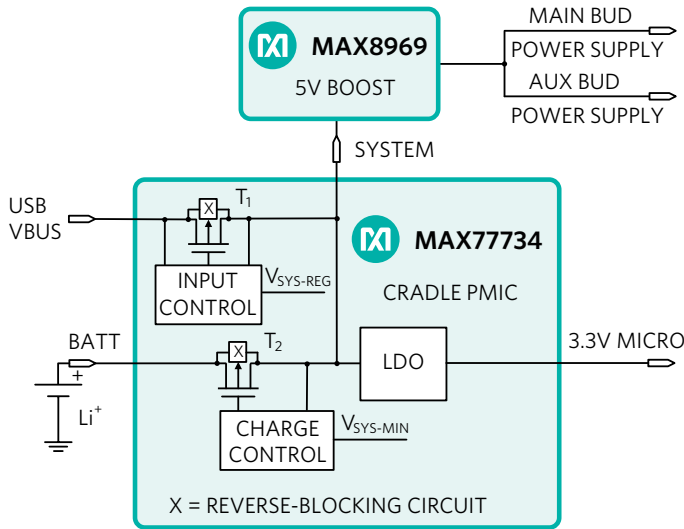 MAX8969
5V BOOST
MAIN BUD
POWER SUPPLY
AUX BUD
POWER SUPPLY
SYSTEM
USB
VBUS
T1
MAX77734
CRADLE PMIC
INPUT
CONTROL
VSYS-REG
BATT
T2
LDO
3.3V MICRO
+
Li+
CHARGE
CONTROL
VSYS-MIN
X
X
X = REVERSE-BLOCKING CIRCUIT